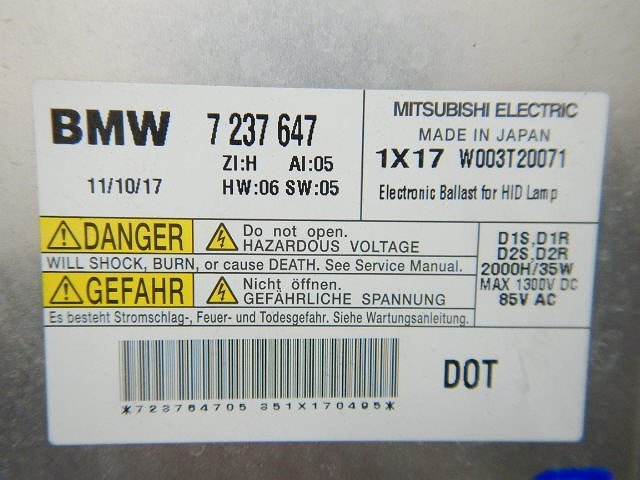 BMW 7 237 647
ZI:H AI:05
11/10/17 HW:06 SW:05
MITSUBISHI ELECTRIC
MADE IN JAPAN
1X17 W003T20071
Electronic Ballast for HID Lamp
DANGER Do not open.
HAZARDOUS VOLTAGE
WILL SHOCK, BURN, or cause DEATH. See Service Manual.
GEFAHR Nicht öffnen.
GEFÄHRLICHE SPANNUNG
Es besteht Stromschlag-, Feuer- und Todesgefahr. Siehe Wartungsanleitung.
D1S,D1R
D2S,D2R
2000H/35W
MAX 1300V DC
85V AC
*723764705 351X170495*
DOT